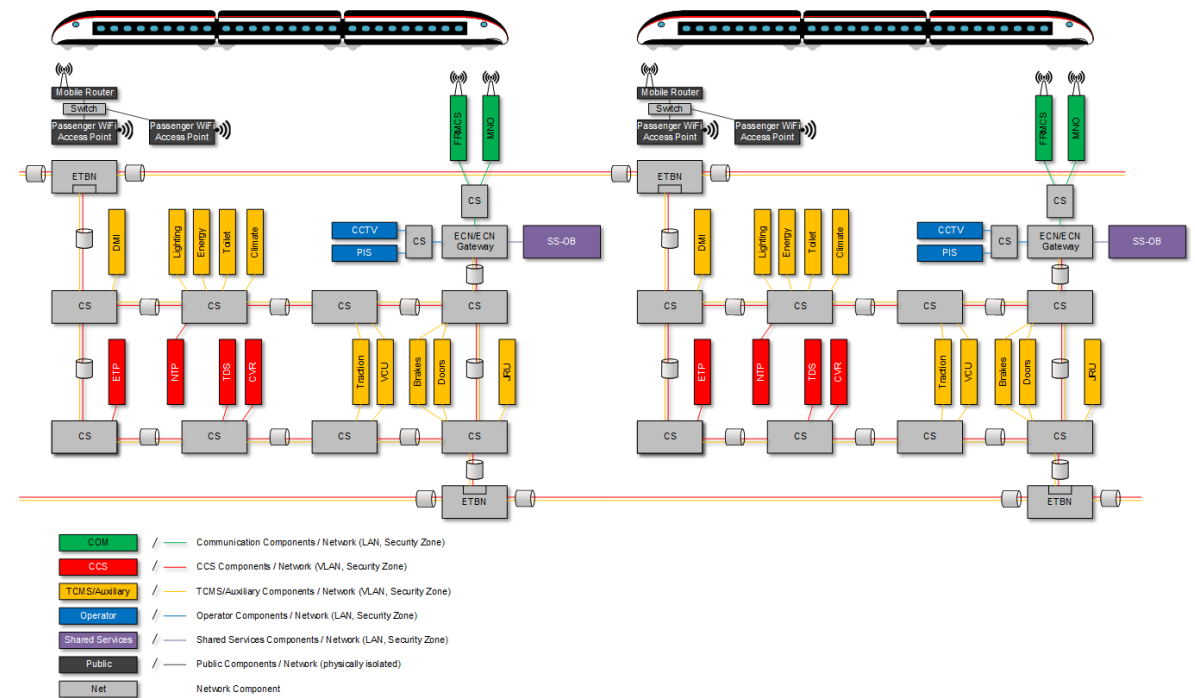 Mobile Router
Switch
Passenger WiFi
Access Point
Passenger WiFi
Access Point
FRMCS
MNO
ETBN
CS
DMI
Lighting
Energy
Toilet
Climate
CCTV
PIS
CS
ECN/ECN
Gateway
SS-OB
CS
CS
CS
CS
ETP
NTP
TDS
CVR
Traction
VCU
Brakes
Doors
JRU
CS
CS
CS
CS
ETBN
Mobile Router
Switch
Passenger WiFi
Access Point
Passenger WiFi
Access Point
FRMCS
MNO
ETBN
CS
DMI
Lighting
Energy
Toilet
Climate
CCTV
PIS
CS
ECN/ECN
Gateway
SS-OB
CS
CS
CS
CS
ETP
NTP
TDS
CVR
Traction
VCU
Brakes
Doors
JRU
CS
CS
CS
CS
ETBN
COM / Communication Components / Network (LAN, Security Zone)
CCS / CCS Components / Network (VLAN, Security Zone)
TCMS/Auxiliary / TCMS/Auxiliary Components / Network (VLAN, Security Zone)
Operator / Operator Components / Network (LAN, Security Zone)
Shared Services / Shared Services Components / Network (LAN, Security Zone)
Public / Public Components / Network (physically isolated)
Net Network Component